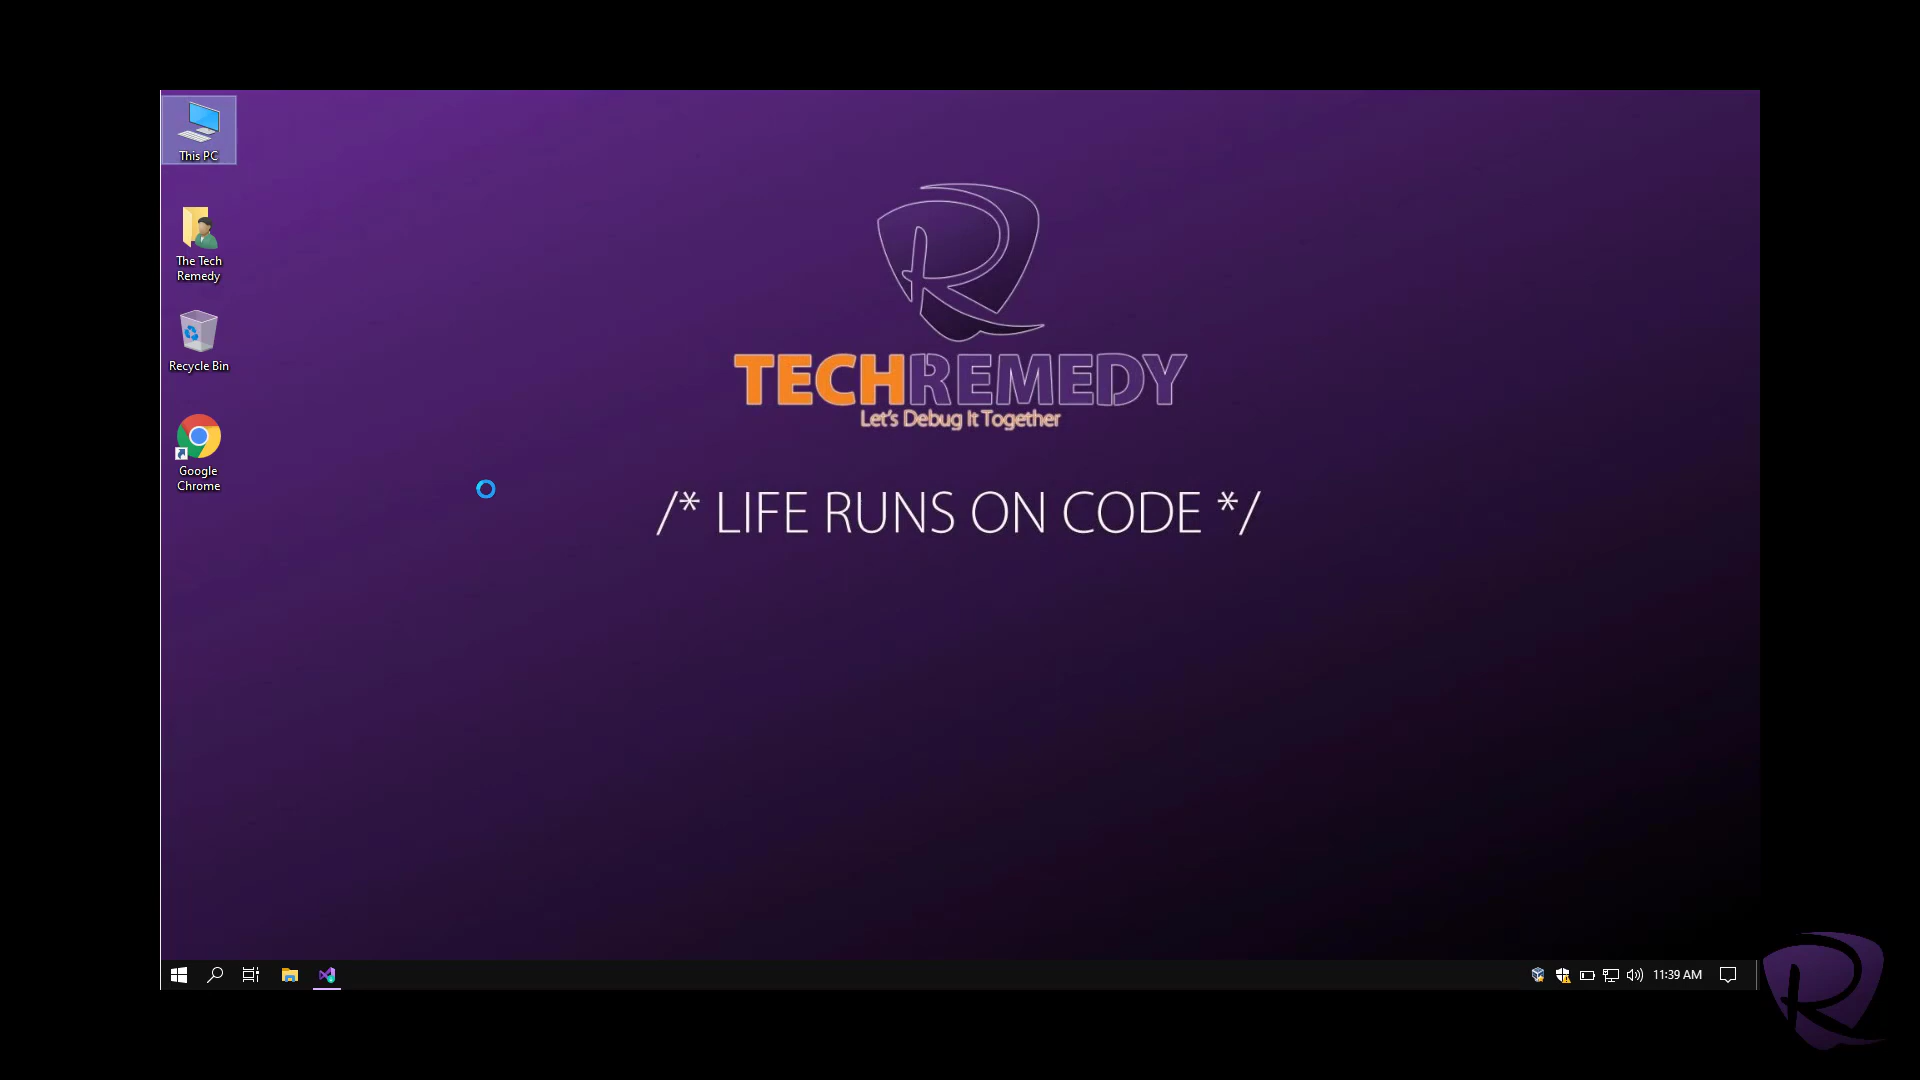 This PC
The Tech
Remedy
Recycle Bin
Google
Chrome
TECHREMEDY
Let's Debug It Together
/* LIFE RUNS ON CODE */
11:39 AM